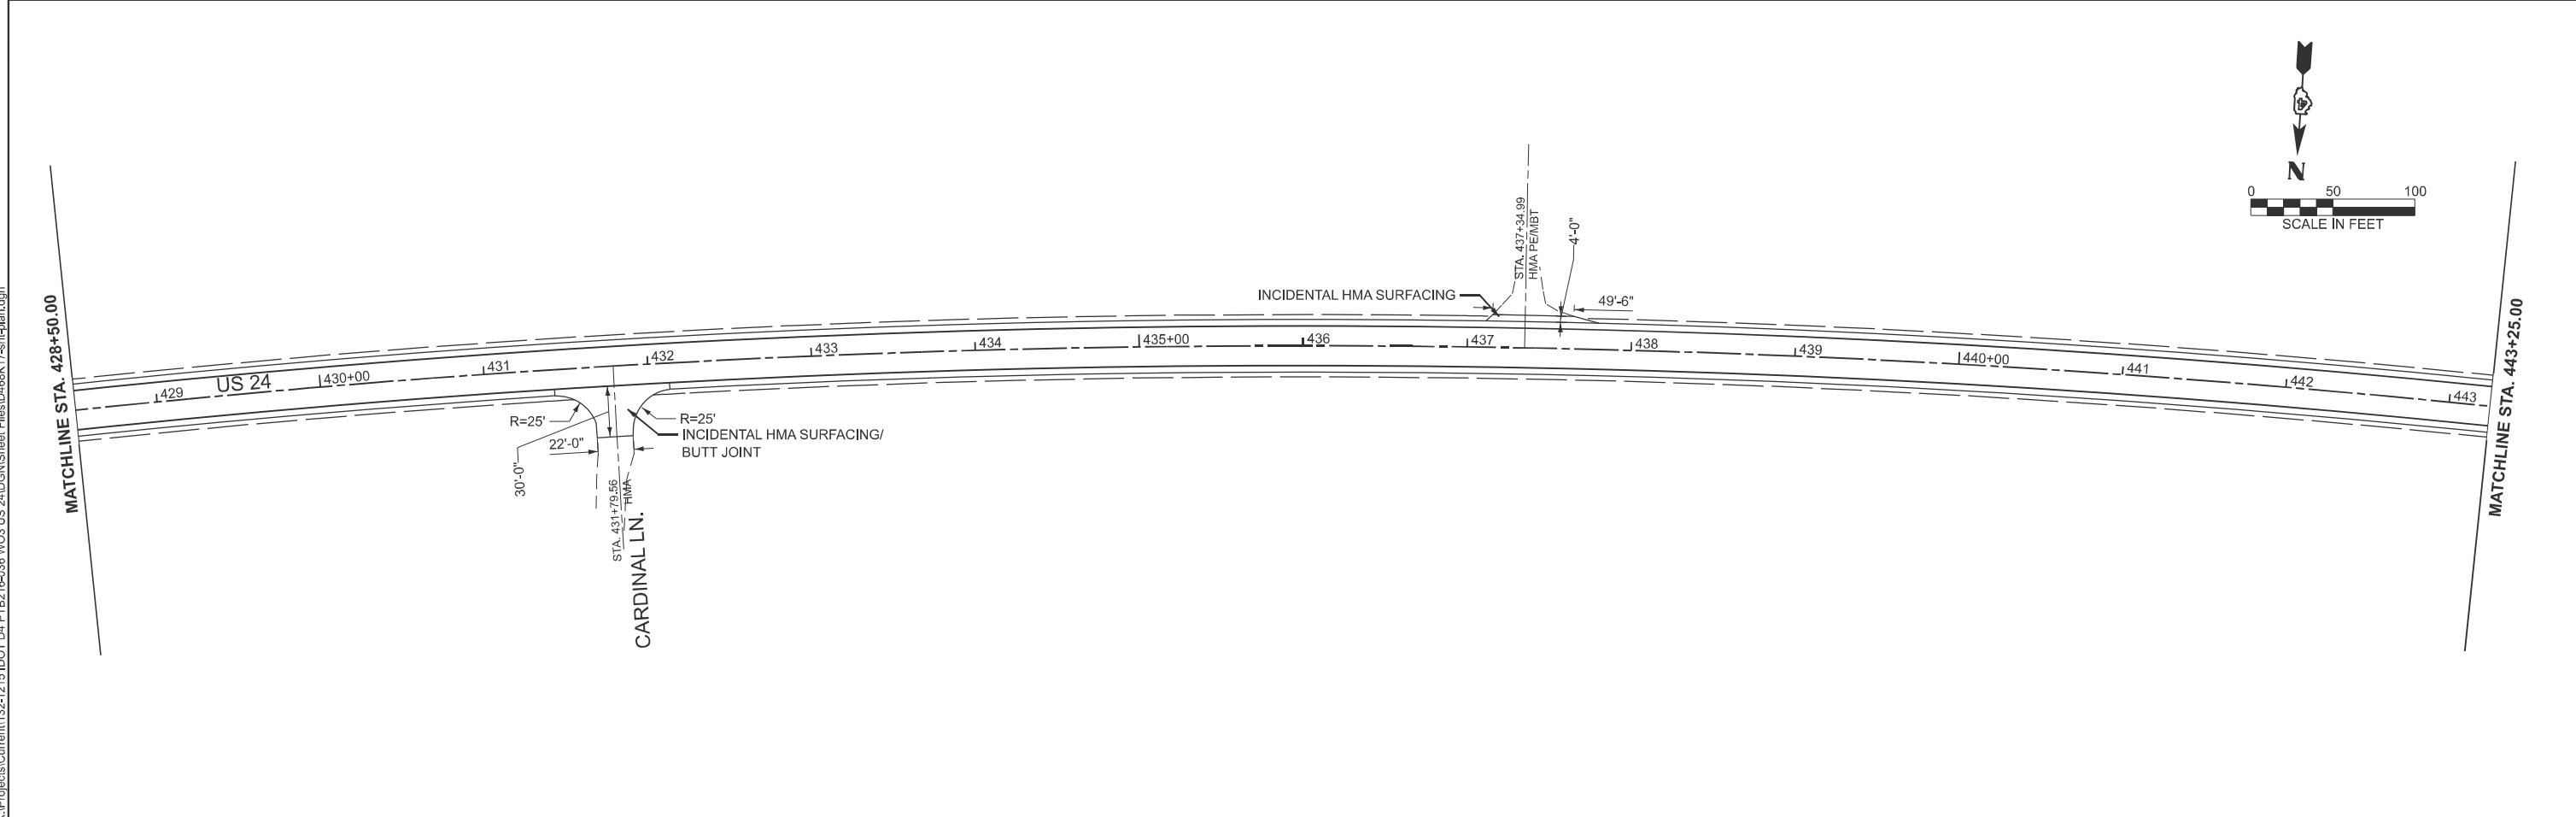 N
0 50 100
SCALE IN FEET
MATCHLINE STA. 428+50.00
US 24
429
430+00
431
432
433
434
435+00
436
437
438
439
440+00
441
442
443
MATCHLINE STA. 443+25.00
INCIDENTAL HMA SURFACING
STA. 437+34.99
HMA PE/MBT
4'-0"
49'-6"
R=25'
R=25'
INCIDENTAL HMA SURFACING/
BUTT JOINT
22'-0"
30'-0"
STA. 431+79.56
HMA
CARDINAL LN.